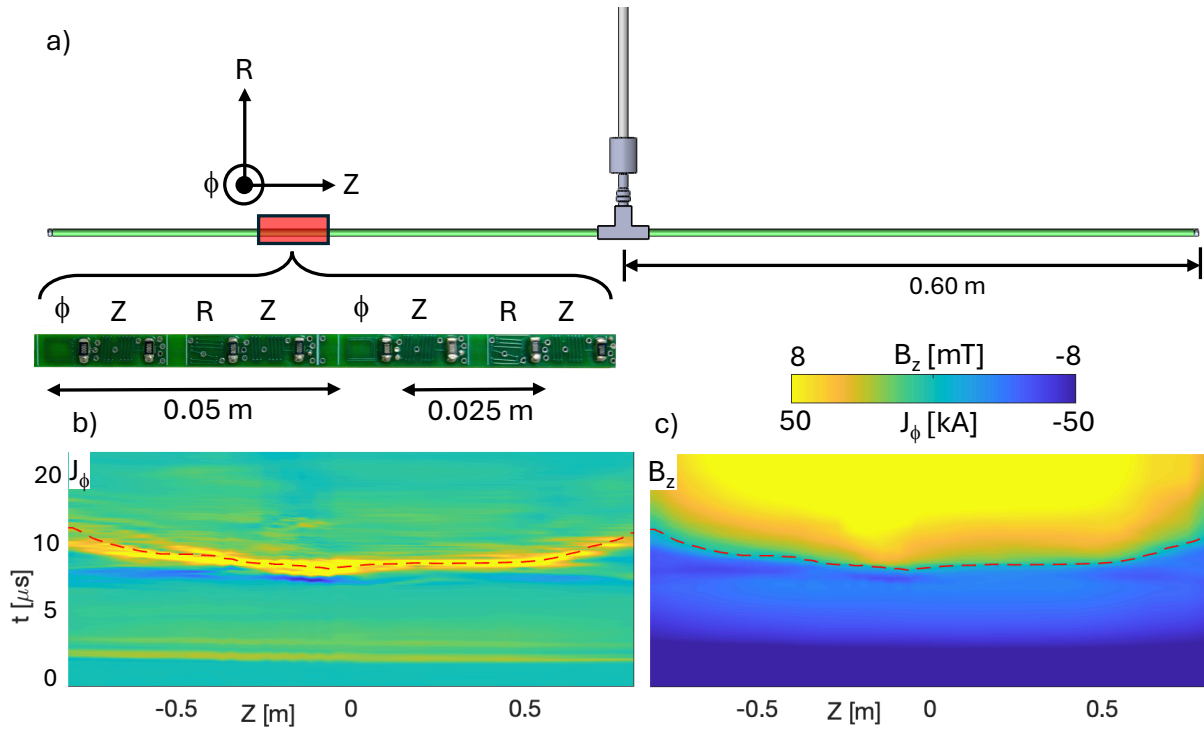 a)
R
ϕ
Z
0.60 m
ϕ Z R Z ϕ Z R Z
0.05 m
0.025 m
8 B_z [mT] -8
50 J_ϕ [kA] -50
b)
c)
J_ϕ
B_z
20
10
5
0
t [μs]
-0.5 Z [m] 0 0.5
-0.5 Z [m] 0 0.5